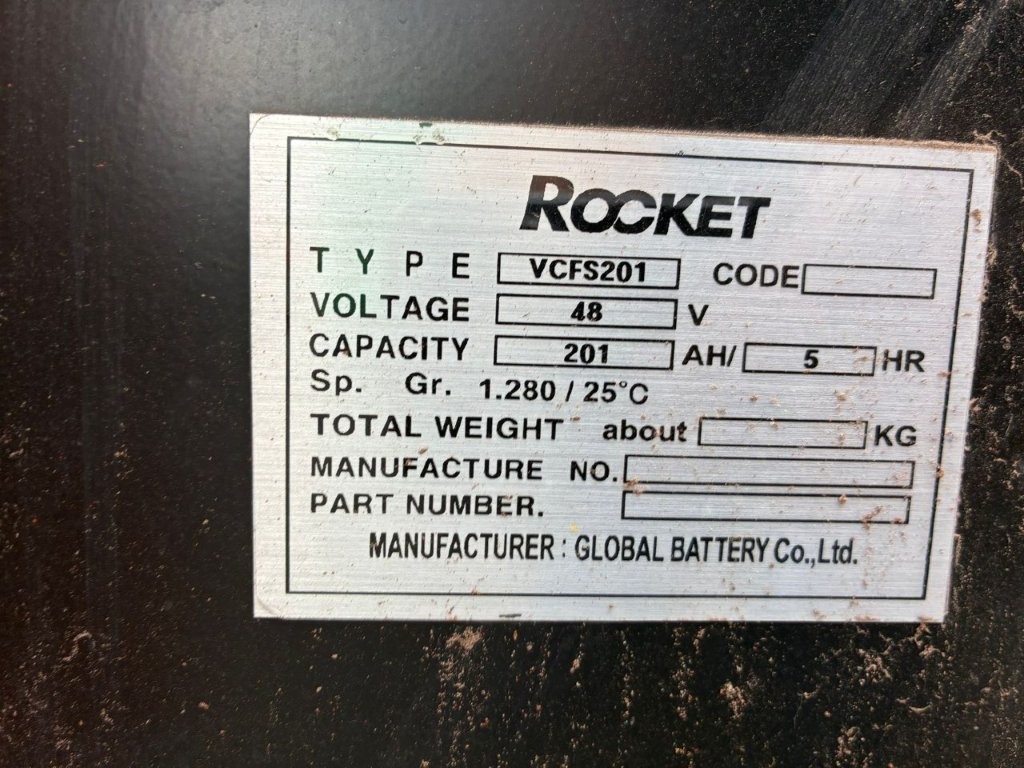 ROCKET
TYPE VCFS201 CODE
VOLTAGE 48 V
CAPACITY 201 AH/ 5 HR
Sp. Gr. 1.280 / 25°C
TOTAL WEIGHT about KG
MANUFACTURE NO.
PART NUMBER.
MANUFACTURER : GLOBAL BATTERY Co.,Ltd.